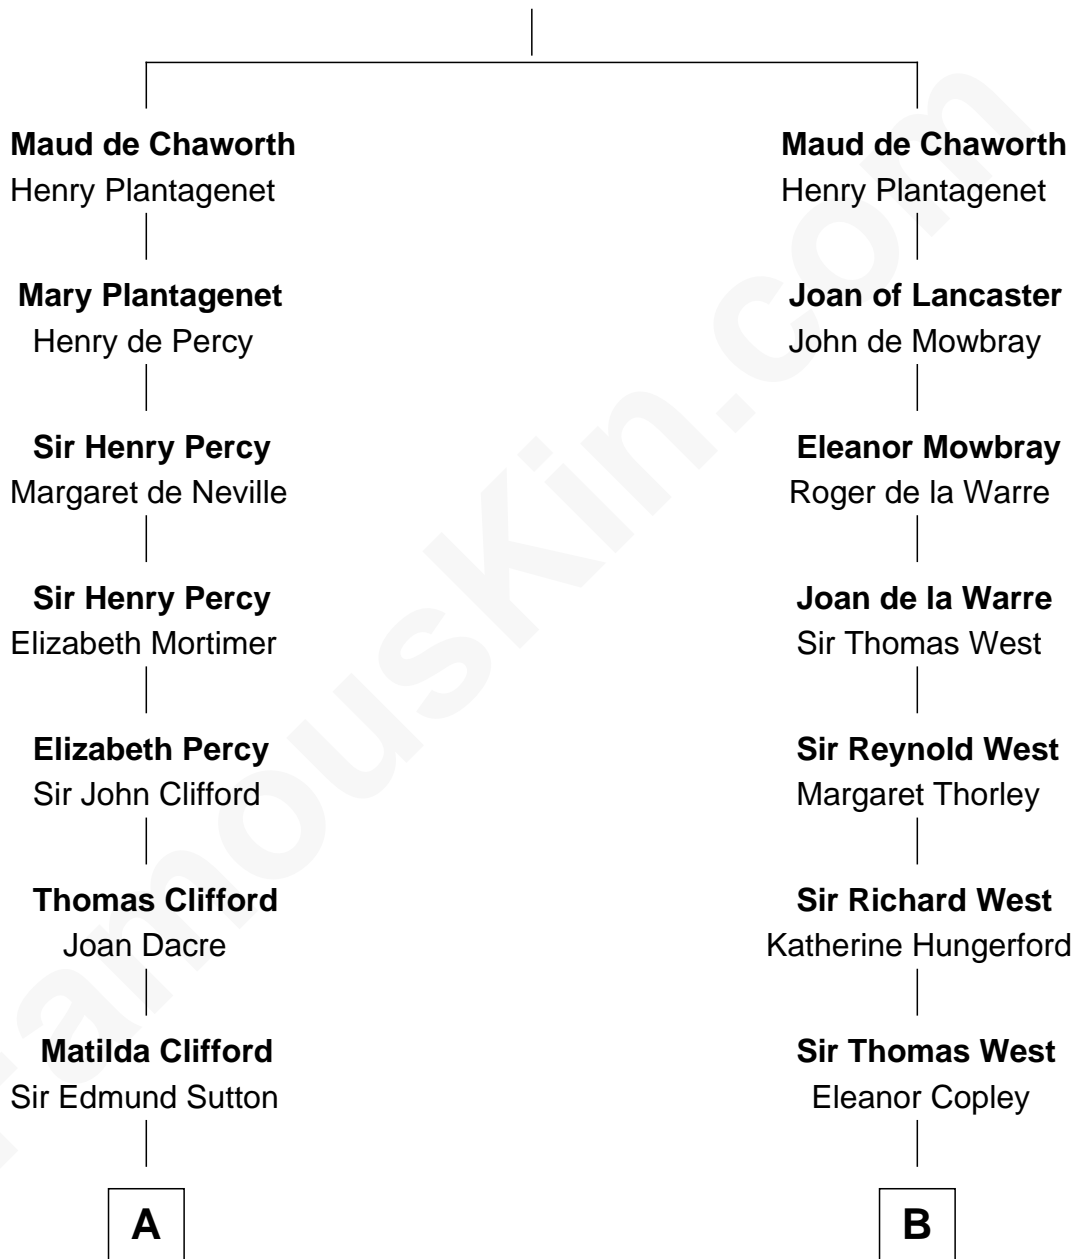 Maud de Chaworth
Henry Plantagenet
Mary Plantagenet
Henry de Percy
Sir Henry Percy
Margaret de Neville
Sir Henry Percy
Elizabeth Mortimer
Elizabeth Percy
Sir John Clifford
Thomas Clifford
Joan Dacre
Matilda Clifford
Sir Edmund Sutton
A
Maud de Chaworth
Henry Plantagenet
Joan of Lancaster
John de Mowbray
Eleanor Mowbray
Roger de la Warre
Joan de la Warre
Sir Thomas West
Sir Reynold West
Margaret Thorley
Sir Richard West
Katherine Hungerford
Sir Thomas West
Eleanor Copley
B
FamousKin.com